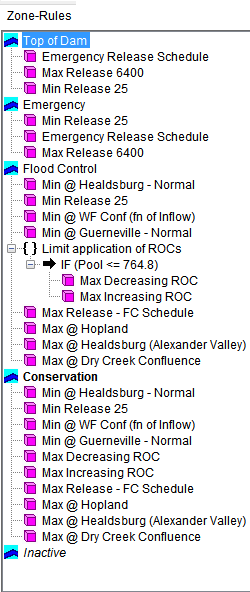 Zone-Rules
Top of Dam
Emergency Release Schedule
Max Release 6400
Min Release 25
Emergency
Min Release 25
Emergency Release Schedule
Max Release 6400
Flood Control
Min @ Healdsburg - Normal
Min Release 25
Min @ WF Conf (fn of Inflow)
Min @ Guerneville - Normal
{ } Limit application of ROCs
IF (Pool <= 764.8)
Max Decreasing ROC
Max Increasing ROC
Max Release - FC Schedule
Max @ Hopland
Max @ Healdsburg (Alexander Valley)
Max @ Dry Creek Confluence
Conservation
Min @ Healdsburg - Normal
Min Release 25
Min @ WF Conf (fn of Inflow)
Min @ Guerneville - Normal
Max Decreasing ROC
Max Increasing ROC
Max Release - FC Schedule
Max @ Hopland
Max @ Healdsburg (Alexander Valley)
Max @ Dry Creek Confluence
Inactive